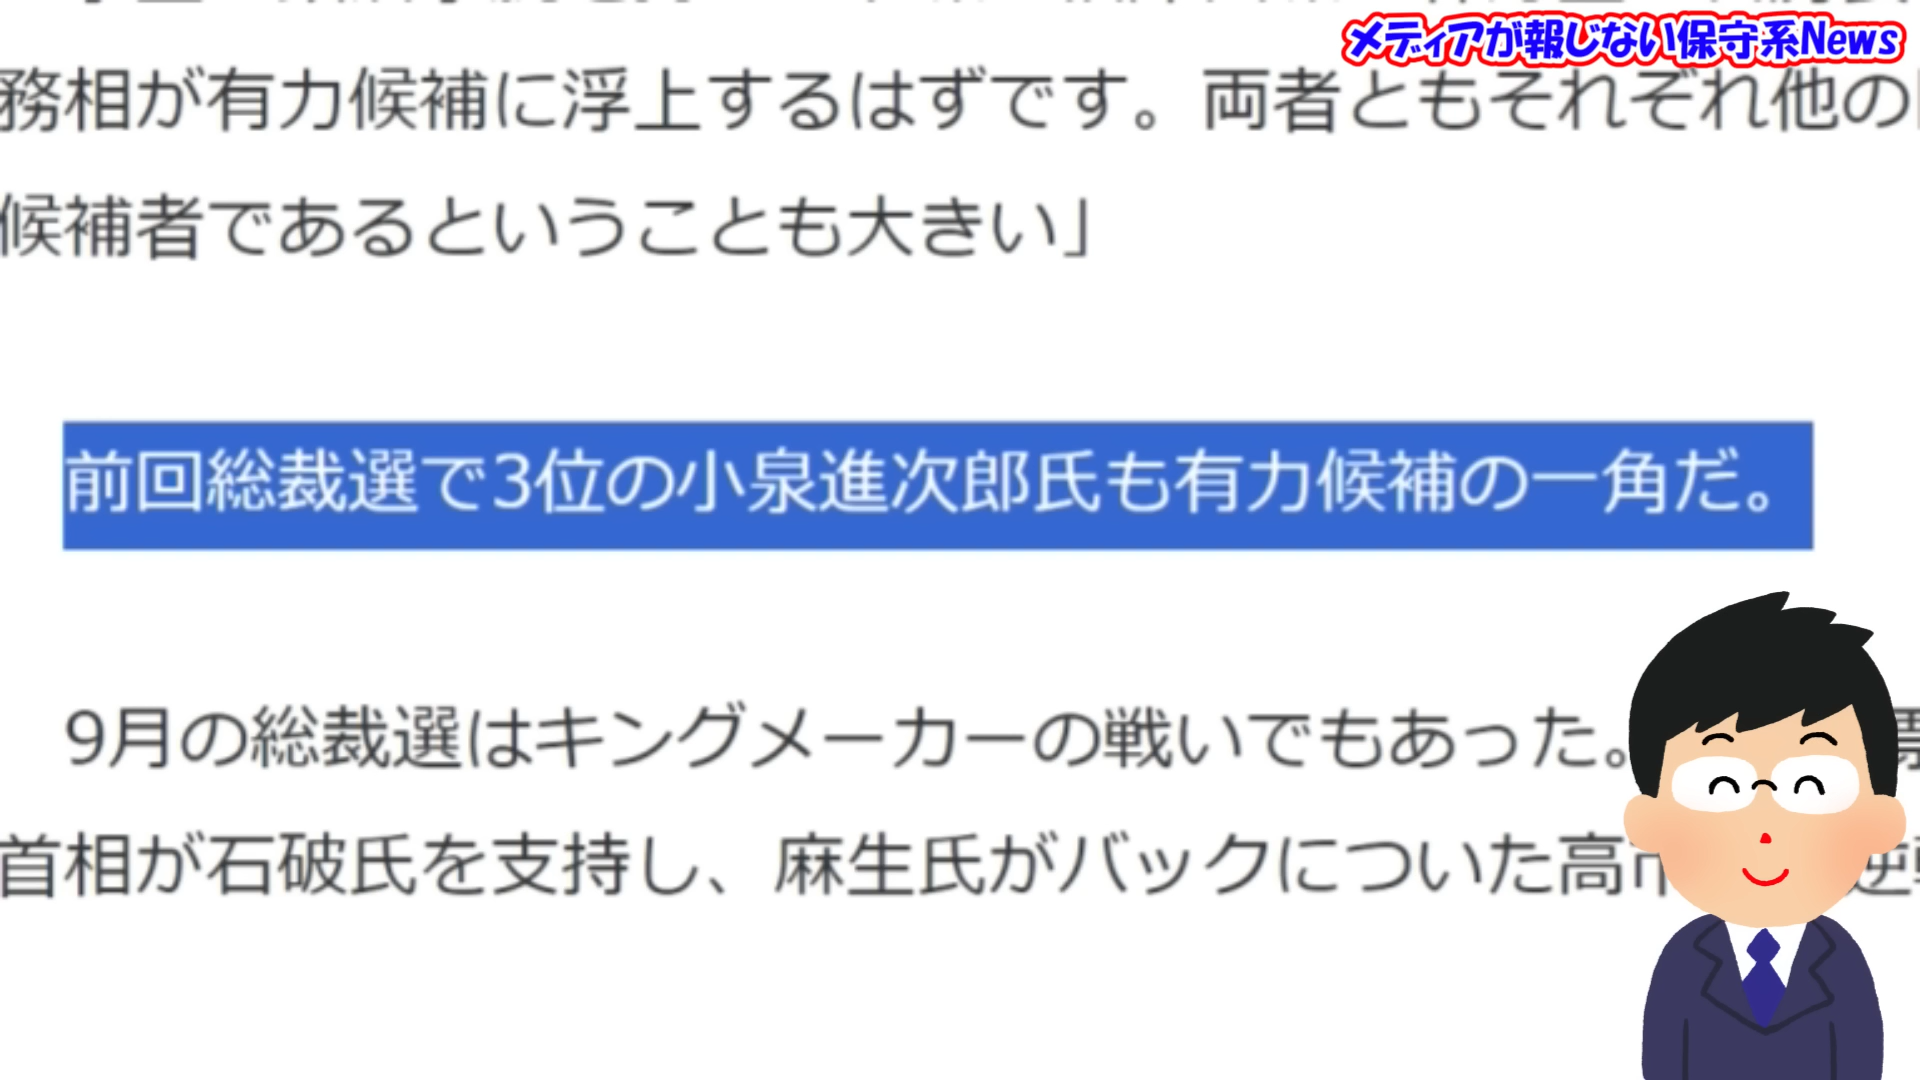 メディアが報じない保守系News
務相が有力候補に浮上するはずです。両者ともそれぞれ他の
候補者であるということも大きい」
前回総裁選で3位の小泉進次郎氏も有力候補の一角だ。
9月の総裁選はキングメーカーの戦いでもあった。
首相が石破氏を支持し、麻生氏がバックについた高市